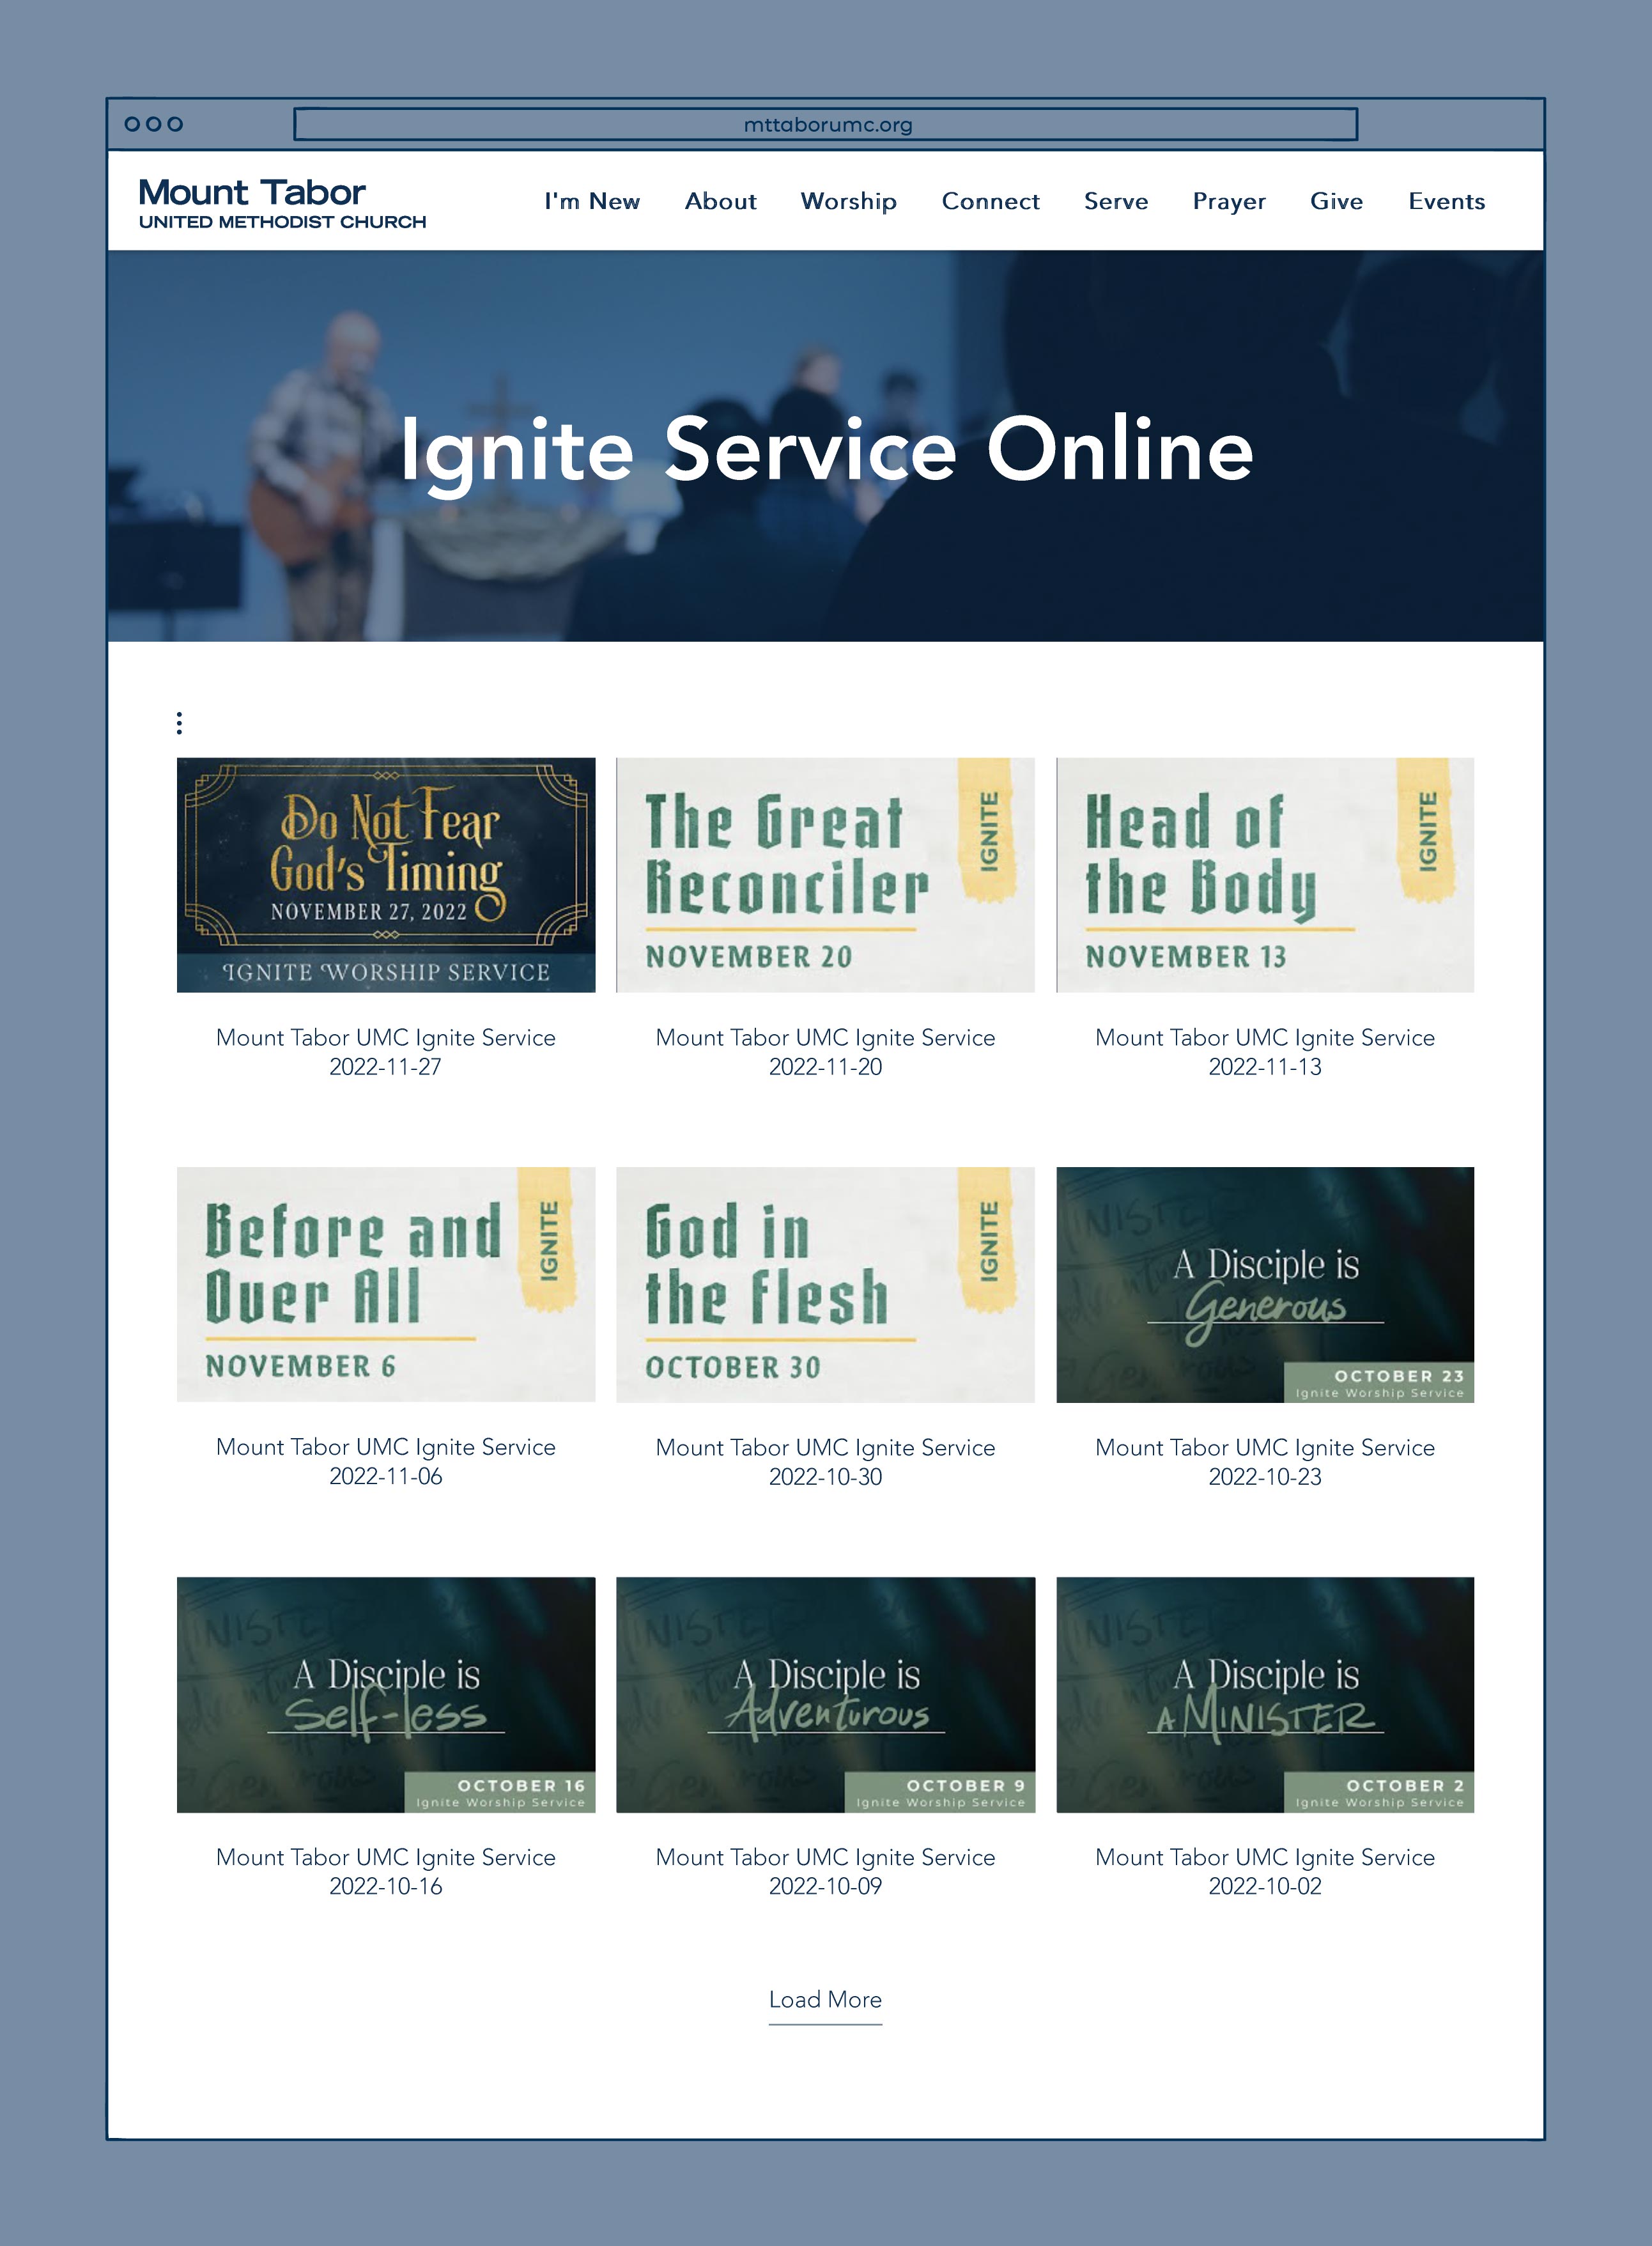 mttaborumc.org
Mount Tabor
UNITED METHODIST CHURCH
I'm New About Worship Connect Serve Prayer Give Events
Ignite Service Online
Do Not Fear
God's Timing
NOVEMBER 27, 2022
IGNITE WORSHIP SERVICE
Mount Tabor UMC Ignite Service
2022-11-27
The Great
Reconciler
NOVEMBER 20
IGNITE
Mount Tabor UMC Ignite Service
2022-11-20
Head of
the Body
NOVEMBER 13
IGNITE
Mount Tabor UMC Ignite Service
2022-11-13
Before and
Over All
NOVEMBER 6
IGNITE
Mount Tabor UMC Ignite Service
2022-11-06
God in
the Flesh
OCTOBER 30
IGNITE
Mount Tabor UMC Ignite Service
2022-10-30
A Disciple is
Generous
OCTOBER 23
Ignite Worship Service
Mount Tabor UMC Ignite Service
2022-10-23
A Disciple is
Self-less
OCTOBER 16
Ignite Worship Service
Mount Tabor UMC Ignite Service
2022-10-16
A Disciple is
Adventurous
OCTOBER 9
Ignite Worship Service
Mount Tabor UMC Ignite Service
2022-10-09
A Disciple is
A MINISTER
OCTOBER 2
Ignite Worship Service
Mount Tabor UMC Ignite Service
2022-10-02
Load More